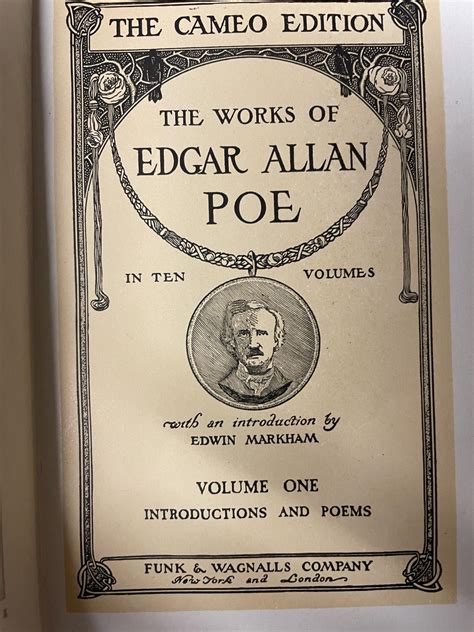 THE CAMEO EDITION
THE WORKS OF
EDGAR ALLAN
POE
IN TEN VOLUMES
with an introduction by
EDWIN MARKHAM
VOLUME ONE
INTRODUCTIONS AND POEMS
FUNK & WAGNALLS COMPANY
New York and London